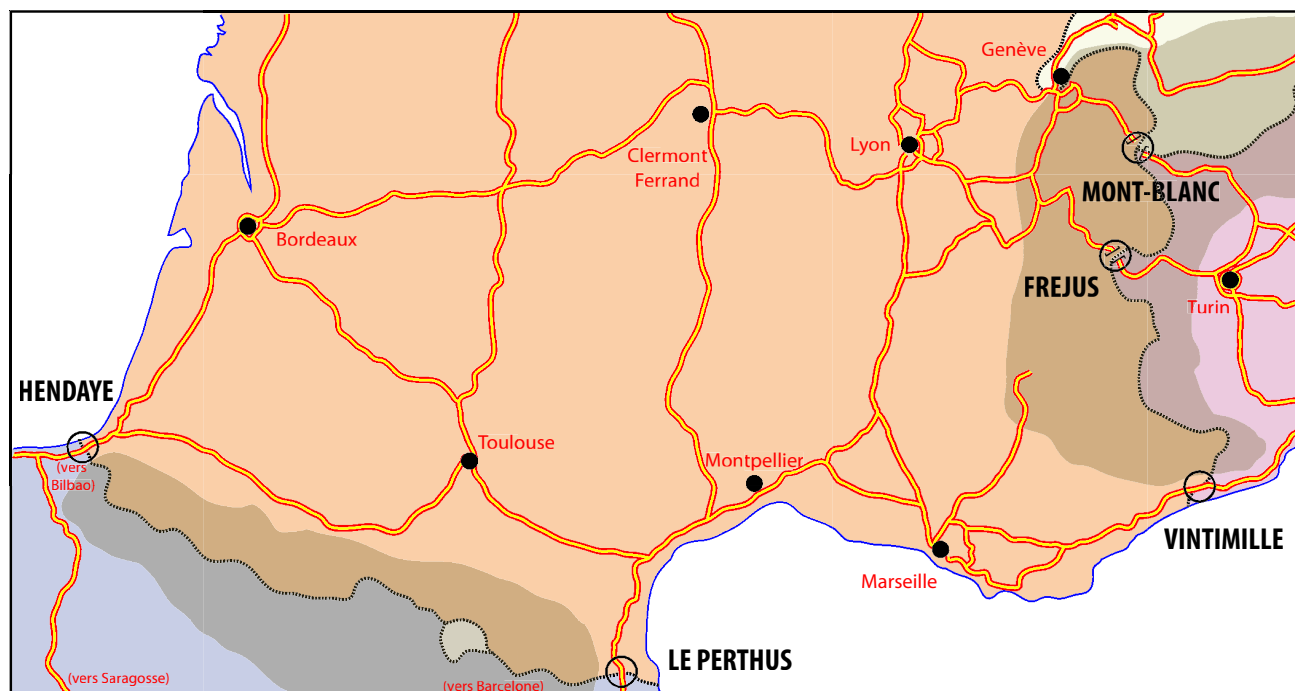 Genève
Clermont
Ferrand
Lyon
MONT-BLANC
Bordeaux
FREJUS
Turin
HENDAYE
Toulouse
Montpellier
(vers
Bilbao)
VINTIMILLE
Marseille
LE PERTHUS
(vers Saragosse)
(vers Barcelone)